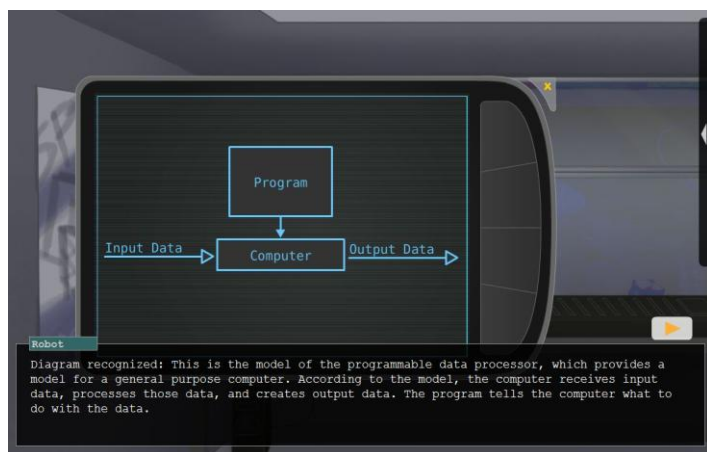 x
Program
Input Data
Computer
Output Data
Robot
Diagram recognized: This is the model of the programmable data processor, which provides a
model for a general purpose computer. According to the model, the computer receives input
data, processes those data, and creates output data. The program tells the computer what to
do with the data.